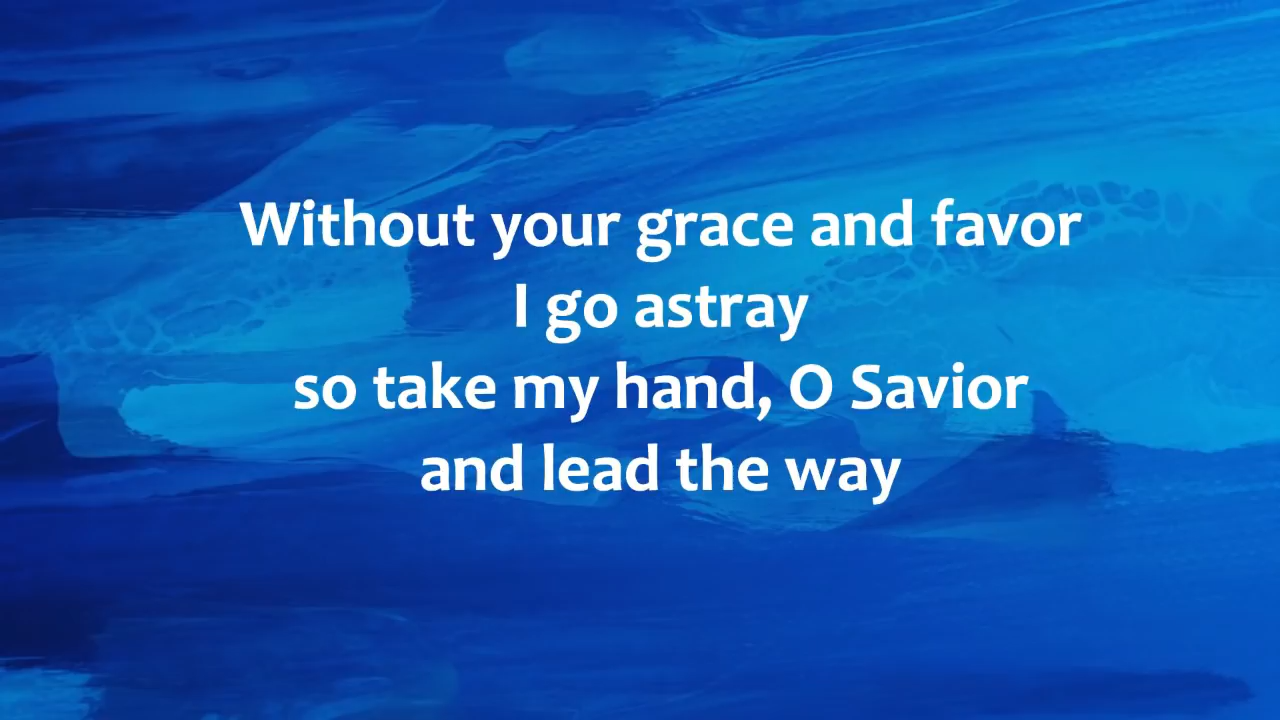 Without your grace and favor
I go astray
so take my hand, O Savior
and lead the way